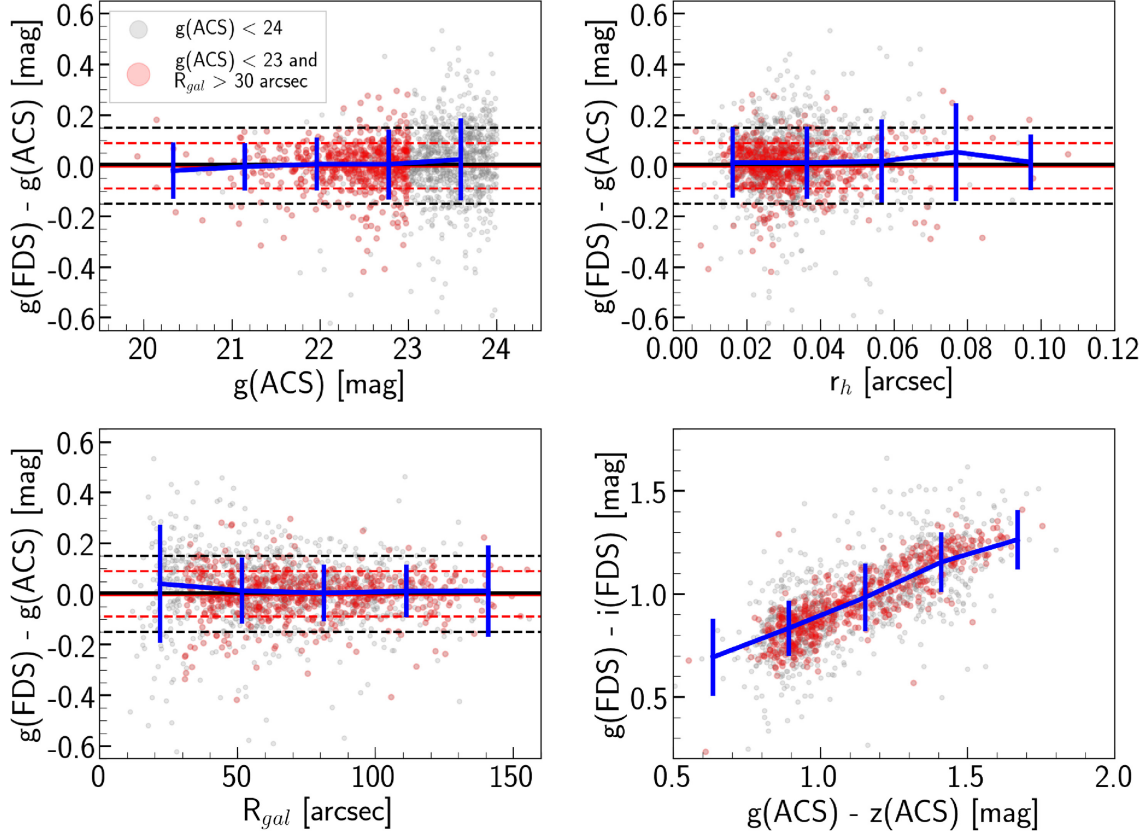 g(ACS) < 24
g(ACS) < 23 and
R_gal > 30 arcsec
g(FDS) - g(ACS) [mag]
0.6
0.4
0.2
0.0
-0.2
-0.4
-0.6
20 21 22 23 24
g(ACS) [mag]
g(FDS) - g(ACS) [mag]
0.6
0.4
0.2
0.0
-0.2
-0.4
-0.6
0.00 0.02 0.04 0.06 0.08 0.10 0.12
r_h [arcsec]
g(FDS) - g(ACS) [mag]
0.6
0.4
0.2
0.0
-0.2
-0.4
-0.6
0 50 100 150
R_gal [arcsec]
g(FDS) - i(FDS) [mag]
1.5
1.0
0.5
0.5 1.0 1.5 2.0
g(ACS) - z(ACS) [mag]